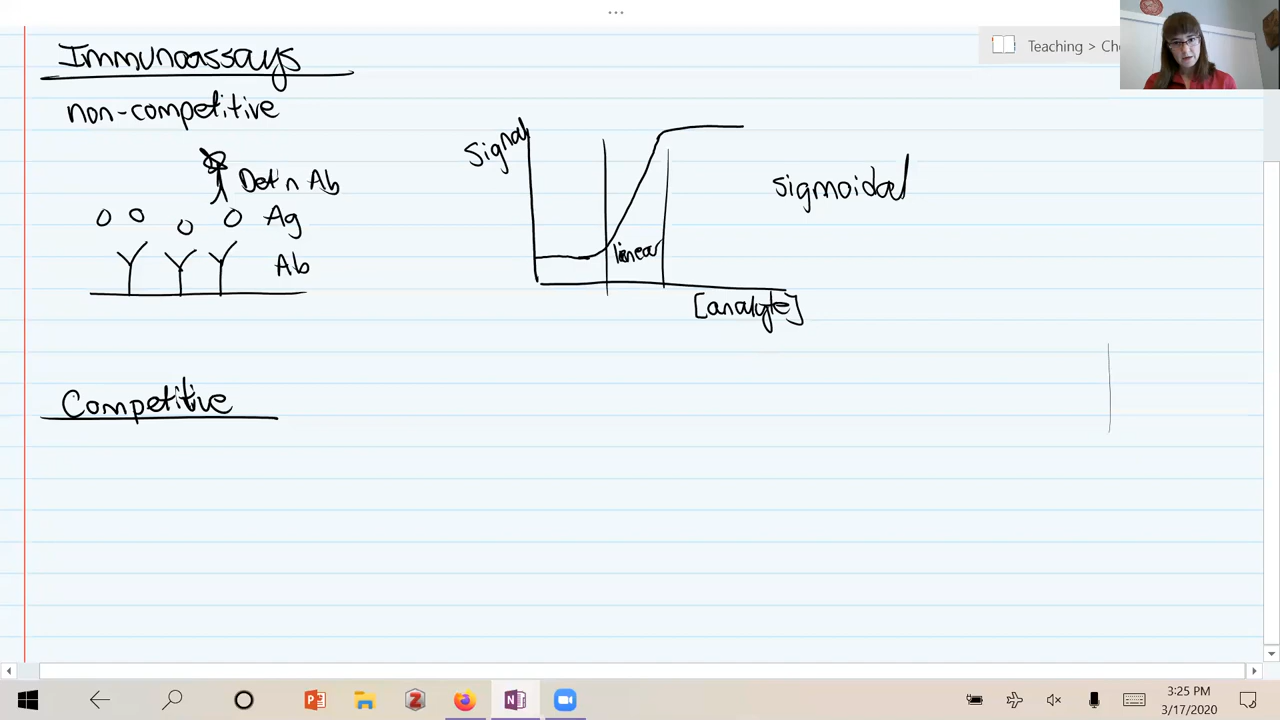 Immunoassays
non-competitive
Det'n Ab
Ag
Ab
Signal
linear
[analyte]
sigmoidal
Competitive
Teaching > Che
3:25 PM
3/17/2020